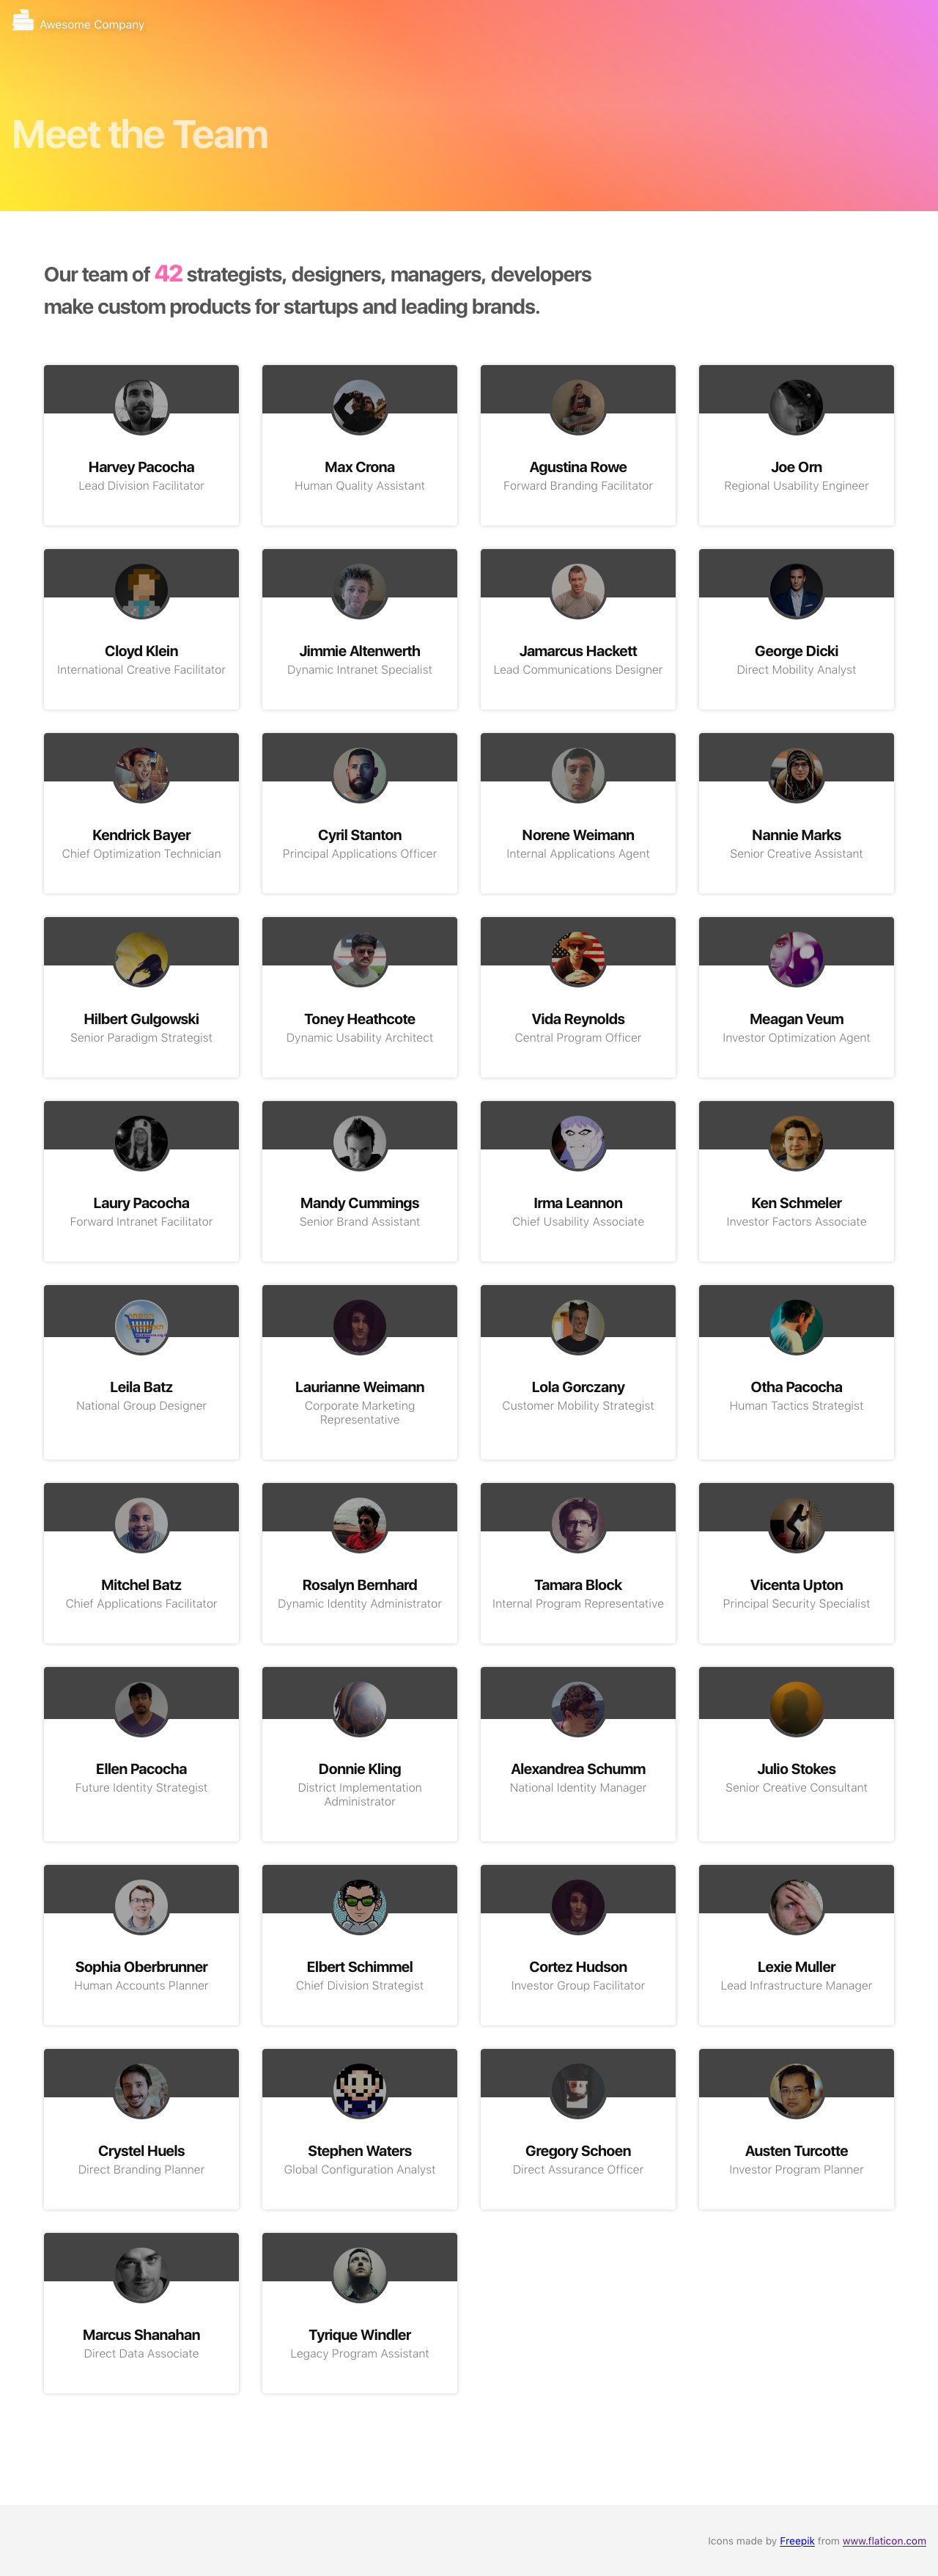 Awesome Company
Meet the Team
Our team of 42 strategists, designers, managers, developers
make custom products for startups and leading brands.
Harvey Pacocha
Lead Division Facilitator
Max Crona
Human Quality Assistant
Agustina Rowe
Forward Branding Facilitator
Joe Orn
Regional Usability Engineer
Cloyd Klein
International Creative Facilitator
Jimmie Altenwerth
Dynamic Intranet Specialist
Jamarcus Hackett
Lead Communications Designer
George Dicki
Direct Mobility Analyst
Kendrick Bayer
Chief Optimization Technician
Cyril Stanton
Principal Applications Officer
Norene Weimann
Internal Applications Agent
Nannie Marks
Senior Creative Assistant
Hilbert Gulgowski
Senior Paradigm Strategist
Toney Heathcote
Dynamic Usability Architect
Vida Reynolds
Central Program Officer
Meagan Veum
Investor Optimization Agent
Laury Pacocha
Forward Intranet Facilitator
Mandy Cummings
Senior Brand Assistant
Irma Leannon
Chief Usability Associate
Ken Schmeler
Investor Factors Associate
Leila Batz
National Group Designer
Laurianne Weimann
Corporate Marketing
Representative
Lola Gorczany
Customer Mobility Strategist
Otha Pacocha
Human Tactics Strategist
Mitchel Batz
Chief Applications Facilitator
Rosalyn Bernhard
Dynamic Identity Administrator
Tamara Block
Internal Program Representative
Vicenta Upton
Principal Security Specialist
Ellen Pacocha
Future Identity Strategist
Donnie Kling
District Implementation
Administrator
Alexandrea Schumm
National Identity Manager
Julio Stokes
Senior Creative Consultant
Sophia Oberbrunner
Human Accounts Planner
Elbert Schimmel
Chief Division Strategist
Cortez Hudson
Investor Group Facilitator
Lexie Muller
Lead Infrastructure Manager
Crystel Huels
Direct Branding Planner
Stephen Waters
Global Configuration Analyst
Gregory Schoen
Direct Assurance Officer
Austen Turcotte
Investor Program Planner
Marcus Shanahan
Direct Data Associate
Tyrique Windler
Legacy Program Assistant
Icons made by Freepik from www.flaticon.com